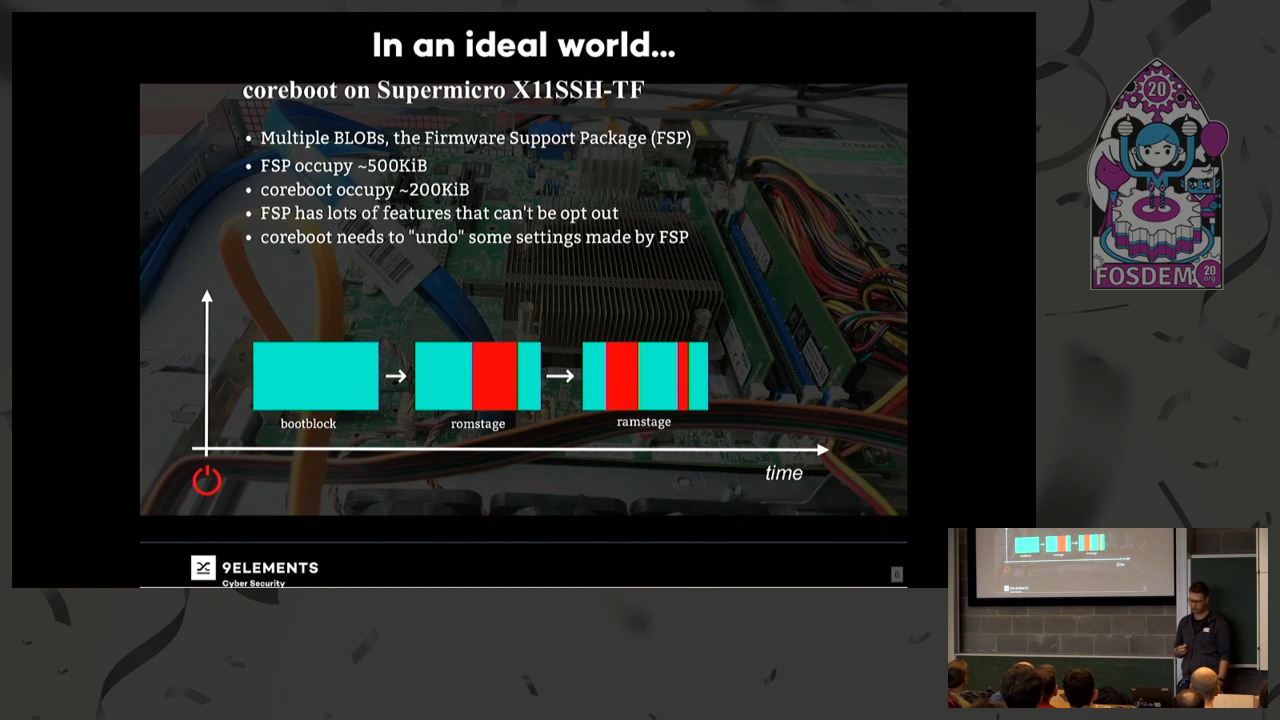 In an ideal world...
coreboot on Supermicro X11SSH-TF
• Multiple BLOBs, the Firmware Support Package (FSP)
• FSP occupy ~500KiB
• coreboot occupy ~200KiB
• FSP has lots of features that can't be opt out
• coreboot needs to "undo" some settings made by FSP
bootblock
romstage
ramstage
time
9ELEMENTS
Cyber Security
6
20
FOSDEM
20
.org